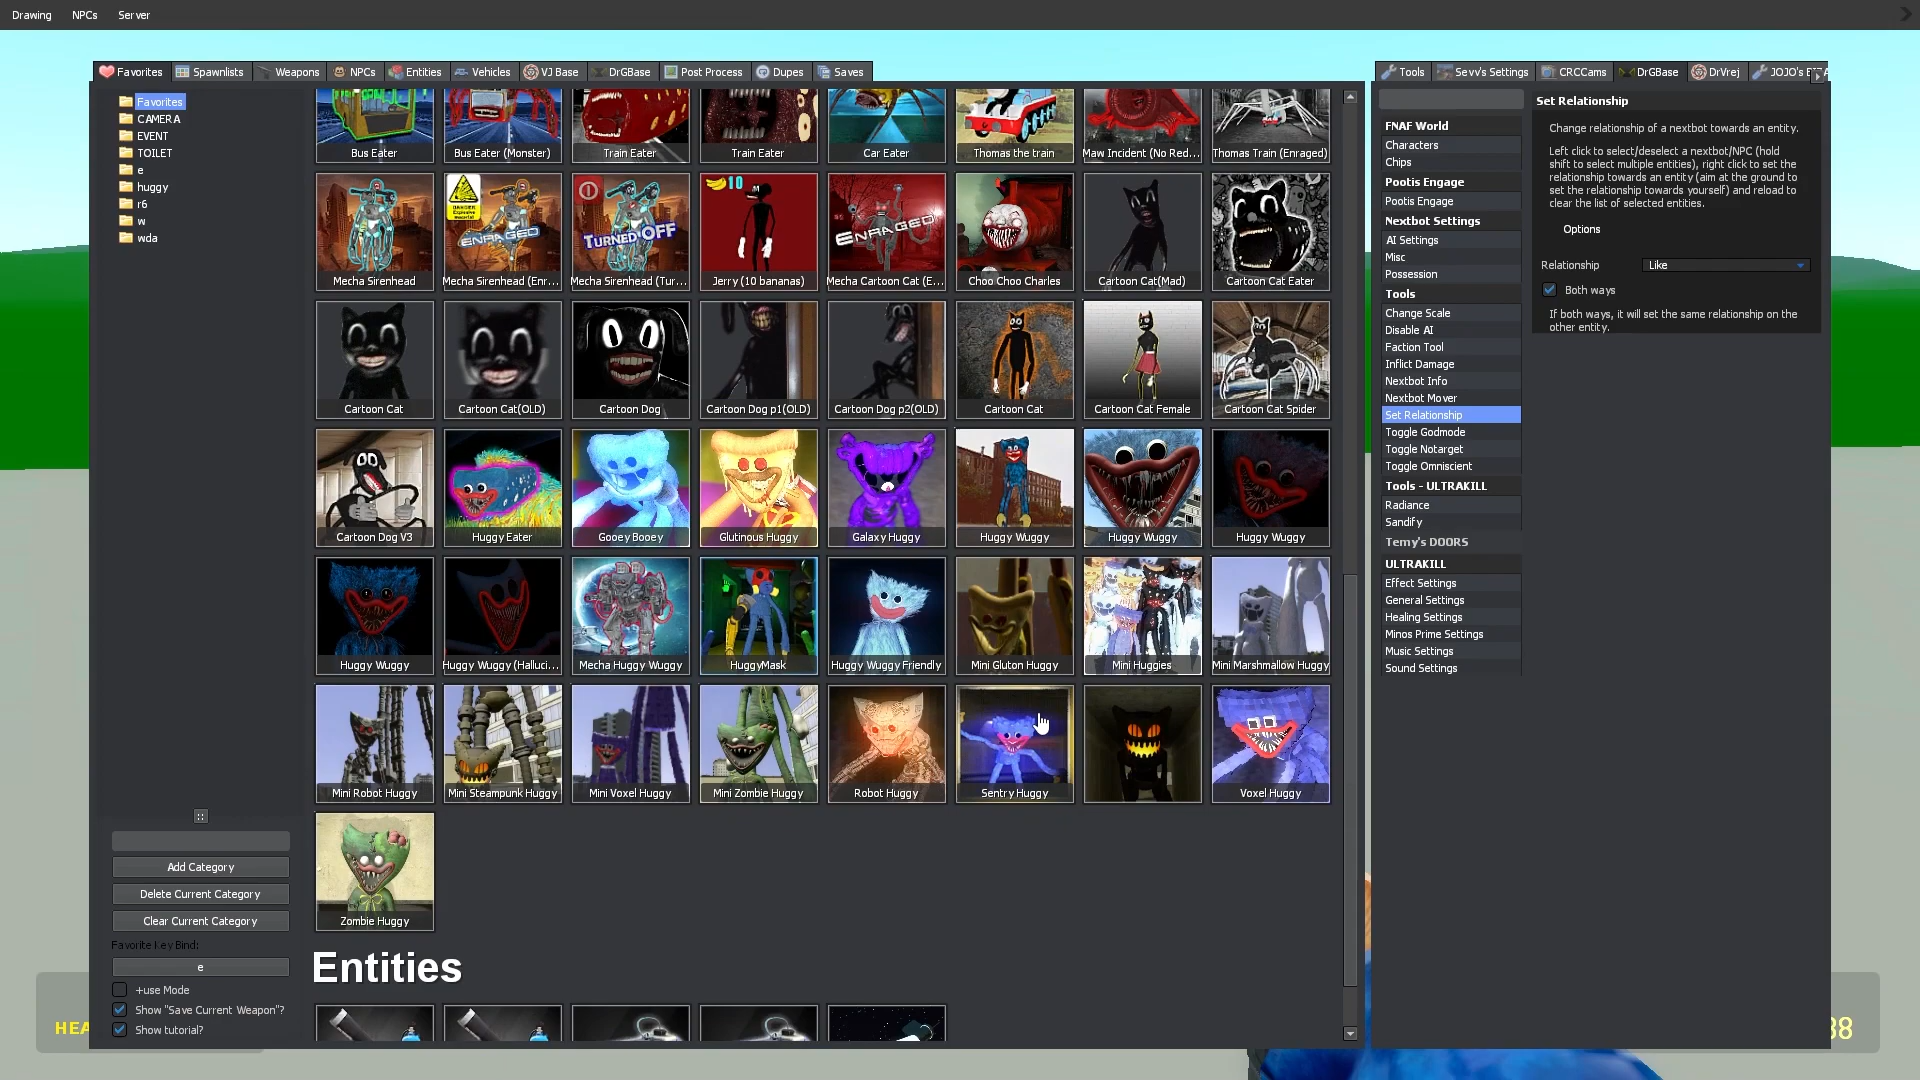 Drawing NPCs Server
Favorites Spawnlists Weapons NPCs Entities Vehicles VJ Base DrGBase Post Process Dupes Saves
Tools Sevv's Settings CRCCams DrGBase DrVrej
Favorites
CAMERA
EVENT
TOILET
e
huggy
r6
w
wda
Add Category
Delete Current Category
Clear Current Category
Favorite Key Bind:
e
+use Mode
Show "Save Current Weapon"?
Show tutorial?
HEA
Bus Eater Bus Eater (Monster) Train Eater Train Eater Car Eater Thomas the train Maw Incident (No Red... Thomas Train (Enraged)
DANGER
10
ENRAGED
TURNED OFF
ENRAGED
Mecha Sirenhead Mecha Sirenhead (Enr... Mecha Sirenhead (Tur... Jerry (10 bananas) Mecha Cartoon Cat (E... Choo Choo Charles Cartoon Cat(Mad) Cartoon Cat Eater
Cartoon Cat Cartoon Cat(OLD) Cartoon Dog Cartoon Dog p1(OLD) Cartoon Dog p2(OLD) Cartoon Cat Cartoon Cat Female Cartoon Cat Spider
Cartoon Dog V3 Huggy Eater Gooey Booey Glutinous Huggy Galaxy Huggy Huggy Wuggy Huggy Wuggy Huggy Wuggy
Huggy Wuggy Huggy Wuggy (Halluci... Mecha Huggy Wuggy HuggyMask Huggy Wuggy Friendly Mini Gluton Huggy Mini Huggies Mini Marshmallow Huggy
Mini Robot Huggy Mini Steampunk Huggy Mini Voxel Huggy Mini Zombie Huggy Robot Huggy Sentry Huggy Voxel Huggy
Zombie Huggy
Entities
FNAF World
Characters
Chips
Pootis Engage
Pootis Engage
Nextbot Settings
AI Settings
Misc
Possession
Tools
Change Scale
Disable AI
Faction Tool
Inflict Damage
Nextbot Info
Nextbot Mover
Set Relationship
Toggle Godmode
Toggle Notarget
Toggle Omniscient
Tools - ULTRAKILL
Radiance
Sandify
Temy's DOORS
ULTRAKILL
Effect Settings
General Settings
Healing Settings
Minos Prime Settings
Music Settings
Sound Settings
Set Relationship
Change relationship of a nextbot towards an entity.
Left click to select/deselect a nextbot/NPC (hold
shift to select multiple entities), right click to set the
relationship towards an entity (aim at the ground to
set the relationship towards yourself) and reload to
clear the list of selected entities.
Options
Relationship Like
Both ways
If both ways, it will set the same relationship on the
other entity.